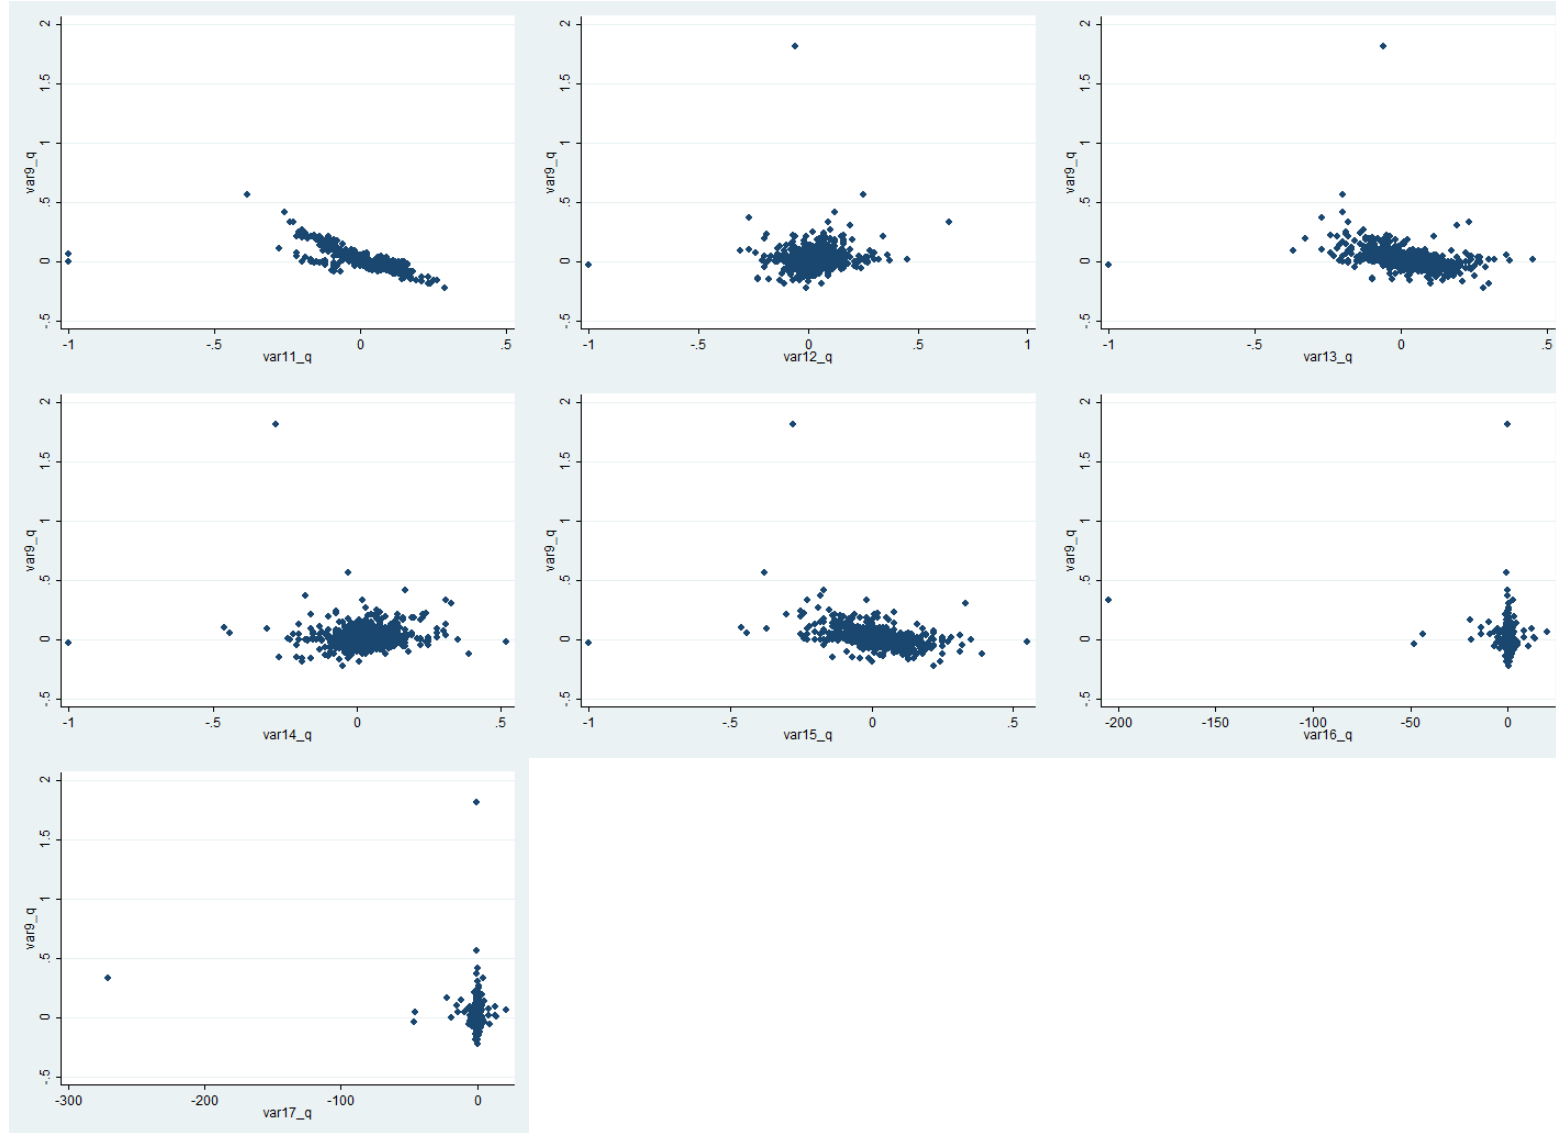 2 2 2
1.5 1.5 1.5
1 1 1
var9_q var9_q var9_q
.5 .5 .5
0 0 0
-.5 -.5 -.5
-1 -.5 0 .5 -1 -.5 0 .5 1 -1 -.5 0 .5
var11_q var12_q var13_q
2 2 2
1.5 1.5 1.5
1 1 1
var9_q var9_q var9_q
.5 .5 .5
0 0 0
-.5 -.5 -.5
-1 -.5 0 .5 -1 -.5 0 .5 -200 -150 -100 -50 0
var14_q var15_q var16_q
2
1.5
1
var9_q
.5
0
-.5
-300 -200 -100 0
var17_q